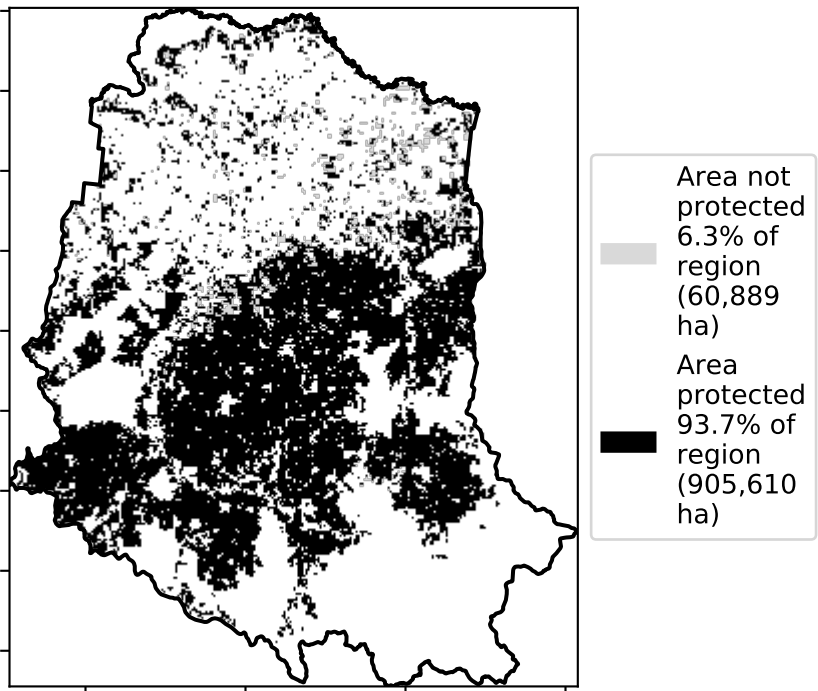 Area not
protected
6.3% of
region
(60,889
ha)
Area
protected
93.7% of
region
(905,610
ha)